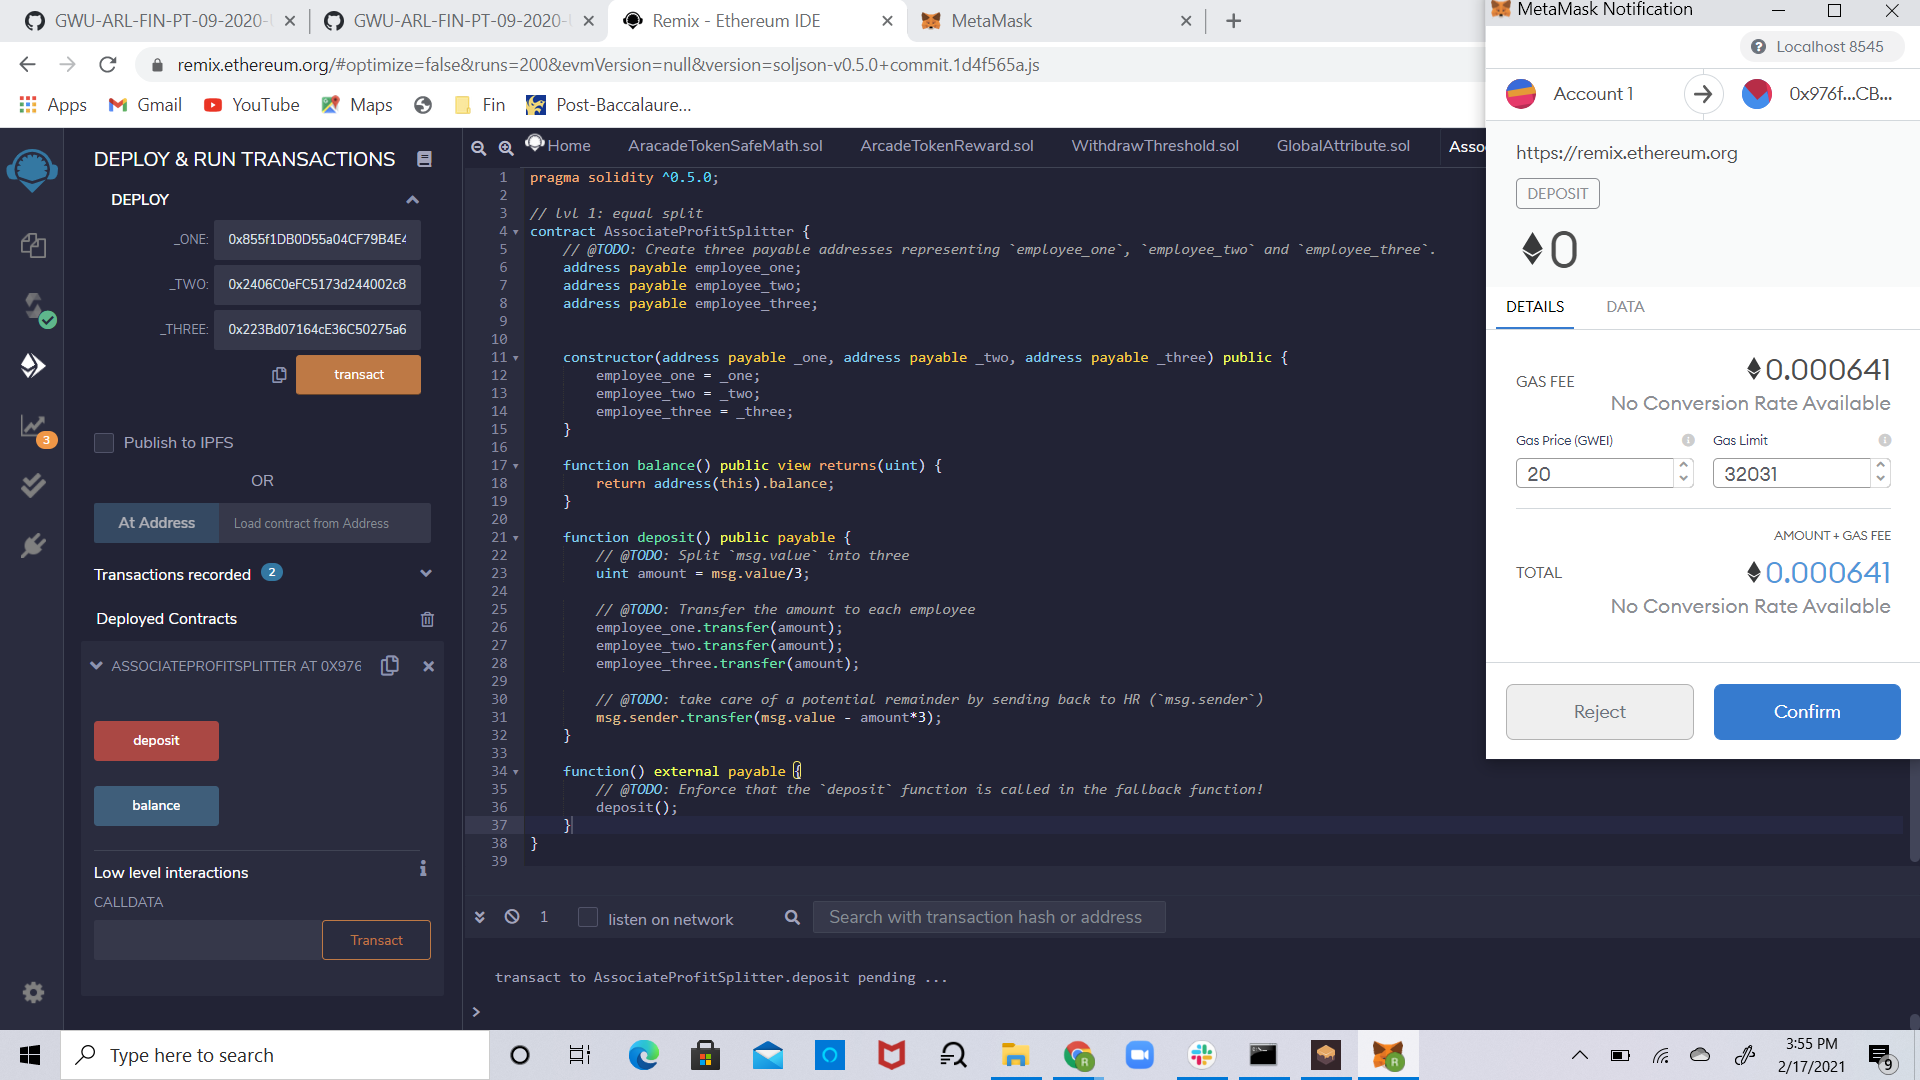 GWU-ARL-FIN-PT-09-2020-
GWU-ARL-FIN-PT-09-2020-
Remix - Ethereum IDE
MetaMask
MetaMask Notification
remix.ethereum.org/#optimize=false&runs=200&evmVersion=null&version=soljson-v0.5.0+commit.1d4f565a.js
Localhost 8545
Apps
Gmail
YouTube
Maps
Fin
Post-Baccalaure...
Account 1
0x976f...CB...
DEPLOY & RUN TRANSACTIONS
DEPLOY
_ONE:
0x855f1DB0D55a04CF79B4E4
_TWO:
0x2406C0eFC5173d244002c8
_THREE:
0x223Bd07164cE36C50275a6
transact
Publish to IPFS
OR
At Address
Load contract from Address
Transactions recorded 2
Deployed Contracts
ASSOCIATEPROFITSPLITTER AT 0X976
deposit
balance
Low level interactions
CALLDATA
Transact
3
Home
AracadeTokenSafeMath.sol
ArcadeTokenReward.sol
WithdrawThreshold.sol
GlobalAttribute.sol
Asso
1 pragma solidity ^0.5.0;
2
3 // lvl 1: equal split
4 contract AssociateProfitSplitter {
5 // @TODO: Create three payable addresses representing `employee_one`, `employee_two` and `employee_three`.
6 address payable employee_one;
7 address payable employee_two;
8 address payable employee_three;
9
10
11 constructor(address payable _one, address payable _two, address payable _three) public {
12 employee_one = _one;
13 employee_two = _two;
14 employee_three = _three;
15 }
16
17 function balance() public view returns(uint) {
18 return address(this).balance;
19 }
20
21 function deposit() public payable {
22 // @TODO: Split `msg.value` into three
23 uint amount = msg.value/3;
24
25 // @TODO: Transfer the amount to each employee
26 employee_one.transfer(amount);
27 employee_two.transfer(amount);
28 employee_three.transfer(amount);
29
30 // @TODO: take care of a potential remainder by sending back to HR (`msg.sender`)
31 msg.sender.transfer(msg.value - amount*3);
32 }
33
34 function() external payable {
35 // @TODO: Enforce that the `deposit` function is called in the fallback function!
36 deposit();
37 }
38 }
39
1
listen on network
Search with transaction hash or address
transact to AssociateProfitSplitter.deposit pending ...
>
https://remix.ethereum.org
DEPOSIT
0
DETAILS
DATA
GAS FEE
0.000641
No Conversion Rate Available
Gas Price (GWEI)
Gas Limit
20
32031
AMOUNT + GAS FEE
TOTAL
0.000641
No Conversion Rate Available
Reject
Confirm
Type here to search
3:55 PM
2/17/2021
9